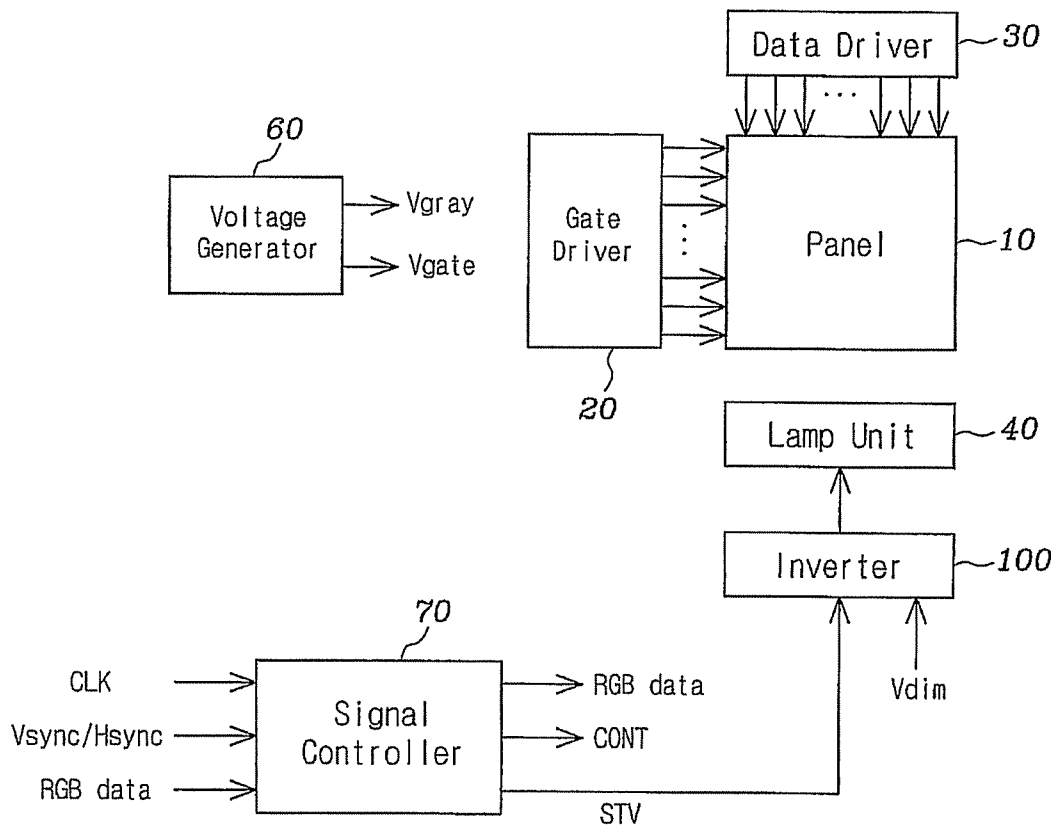 Data Driver
30
...
60
Voltage
Generator
Vgray
Vgate
Gate
Driver
Panel
10
20
Lamp Unit
40
Inverter
100
70
CLK
Vsync/Hsync
RGB data
Signal
Controller
RGB data
CONT
STV
Vdim